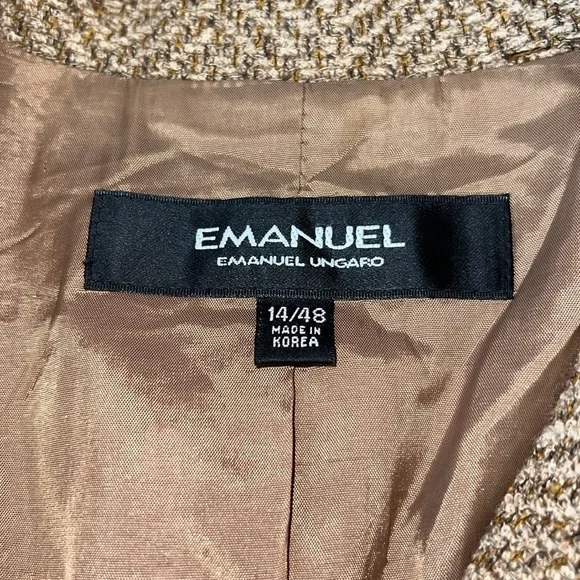 EMANUEL
EMANUEL UNGARO
14/48
MADE IN
KOREA